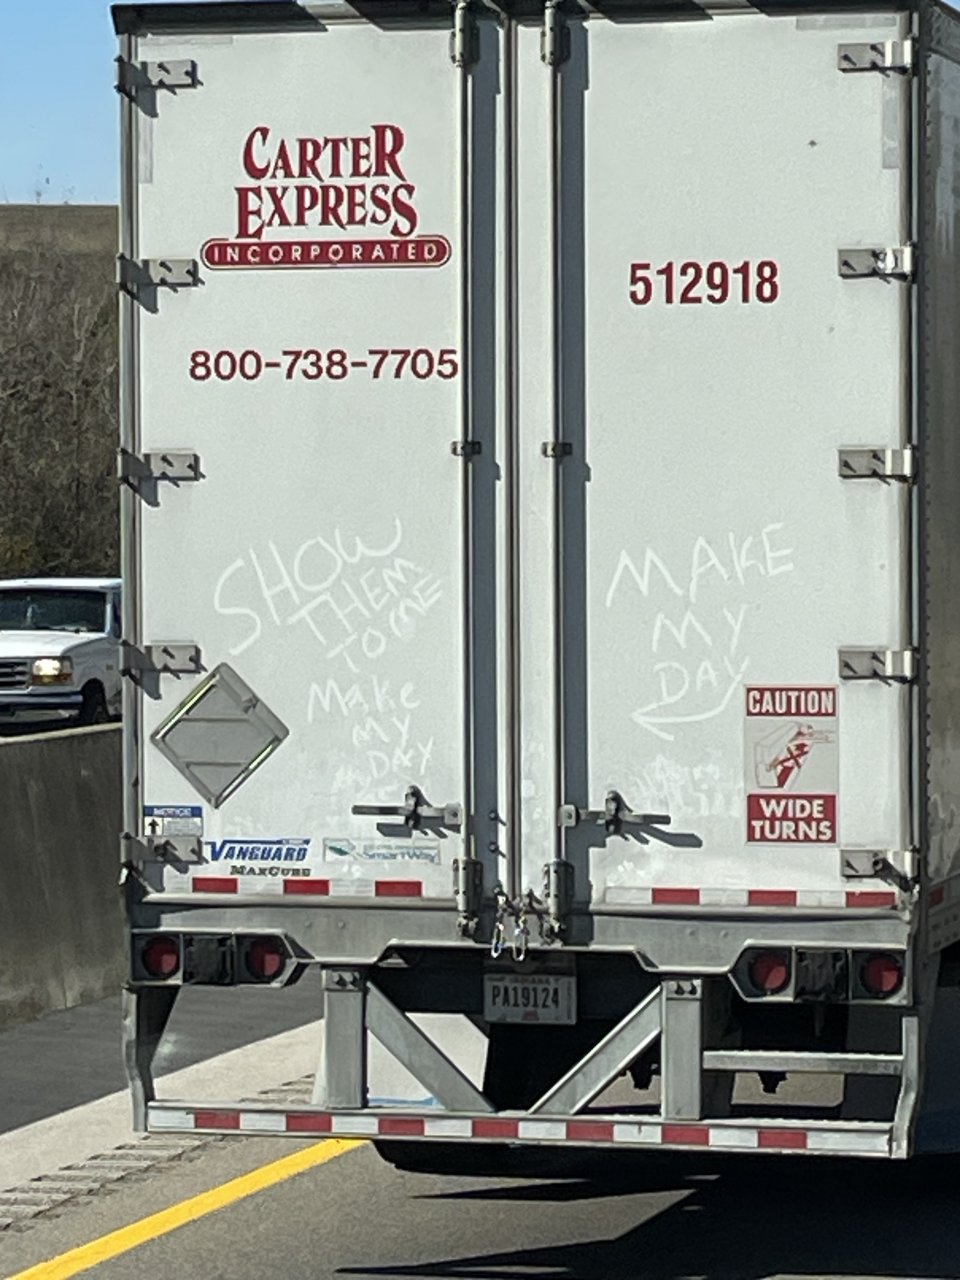 CARTER
EXPRESS
INCORPORATED
800-738-7705
512918
SHOW
THEM
TO ME
Make
MY
DAY
MAKE
MY
DAY
CAUTION
WIDE
TURNS
NOTICE
VANGUARD
MAXCUBE
SmartWay
PA19124